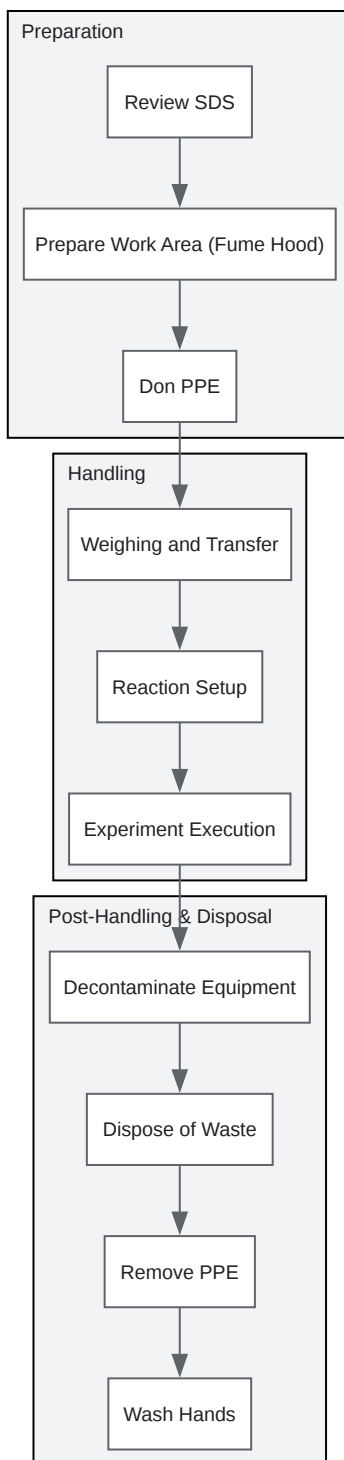 Preparation
Review SDS
Prepare Work Area (Fume Hood)
Don PPE
Handling
Weighing and Transfer
Reaction Setup
Experiment Execution
Post-Handling & Disposal
Decontaminate Equipment
Dispose of Waste
Remove PPE
Wash Hands